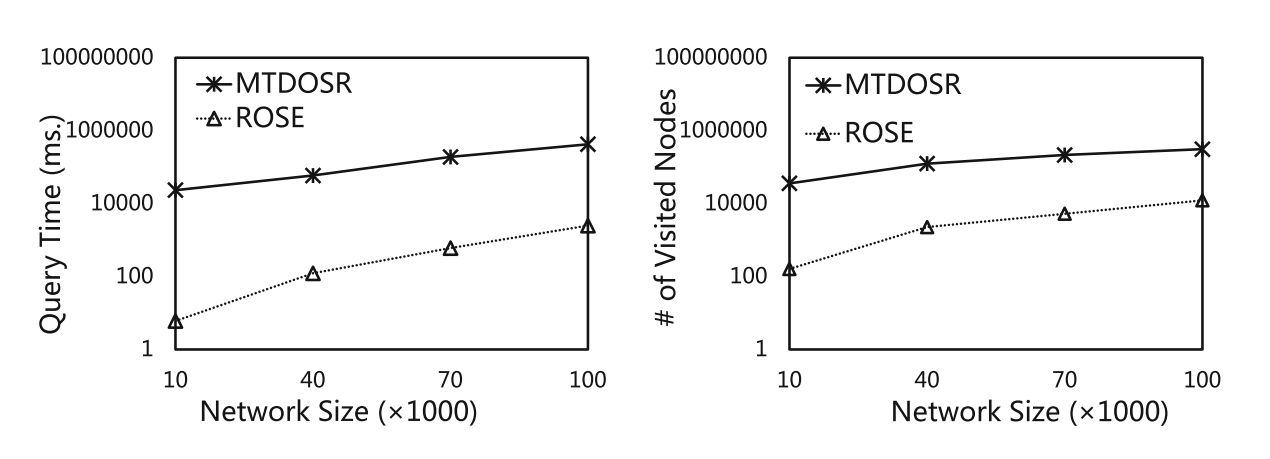 Query Time (ms.)
100000000
1000000
10000
100
1
MTDOSR
ROSE
10 40 70 100
Network Size (×1000)
# of Visited Nodes
100000000
1000000
10000
100
1
MTDOSR
ROSE
10 40 70 100
Network Size (×1000)